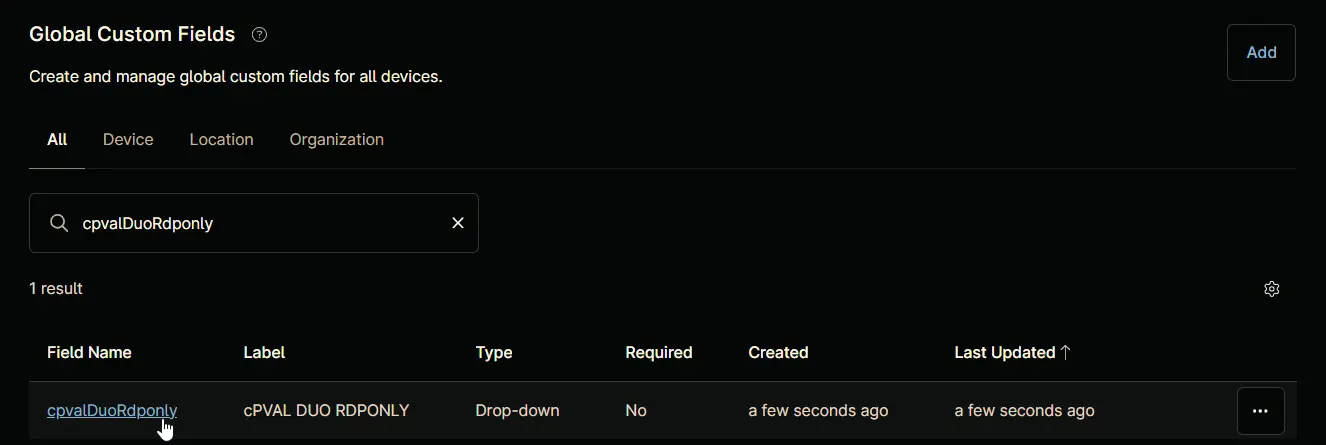 Global Custom Fields
Add
Create and manage global custom fields for all devices.
All Device Location Organization
cpvalDuoRdponly
1 result
Field Name Label Type Required Created Last Updated ↑
cpvalDuoRdponly cPVAL DUO RDPONLY Drop-down No a few seconds ago a few seconds ago